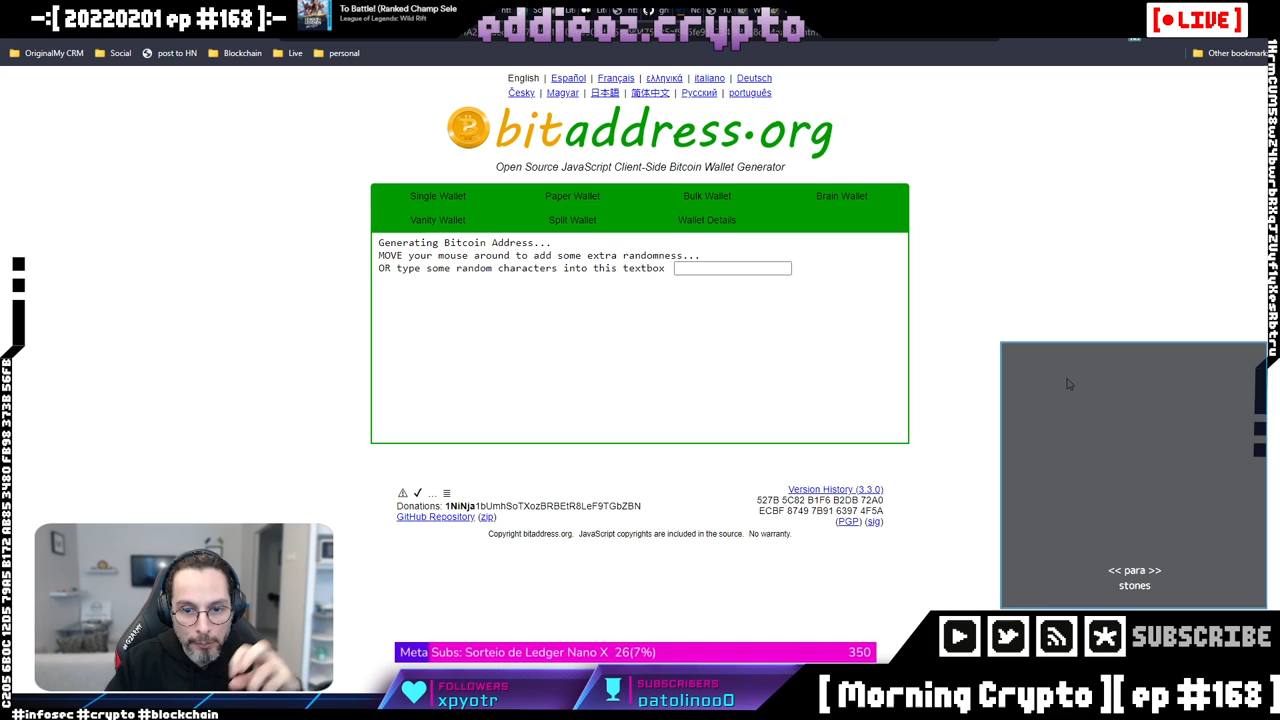 -:[ 20220201 ep #168 ]:-
To Battle! (Ranked Champ Sele
League of Legends: Wild Rift
eddieoz.crypto
[● LIVE ]
OriginalMy CRM
Social
post to HN
Blockchain
Live
personal
Other bookmark
English | Español | Français | ελληνικά | italiano | Deutsch
Česky | Magyar | 日本語 | 简体中文 | Русский | português
bitaddress.org
Open Source JavaScript Client-Side Bitcoin Wallet Generator
Single Wallet
Paper Wallet
Bulk Wallet
Brain Wallet
Vanity Wallet
Split Wallet
Wallet Details
Generating Bitcoin Address...
MOVE your mouse around to add some extra randomness...
OR type some random characters into this textbox
Donations: 1NiNja1bUmhSoTXozBRBEtR8LeF9TGbZBN
GitHub Repository (zip)
Version History (3.3.0)
527B 5C82 B1F6 B2DB 72A0
ECBF 8749 7B91 6397 4F5A
(PGP) (sig)
Copyright bitaddress.org. JavaScript copyrights are included in the source. No warranty.
<< para >>
stones
Meta Subs: Sorteio de Ledger Nano X 26(7%)
350
FOLLOWERS
xpyotr
SUBSCRIBERS
patolinoo0
SUBSCRIBE
[ Morning Crypto ][ ep #168 ]
#infosec #crypto #blockchain